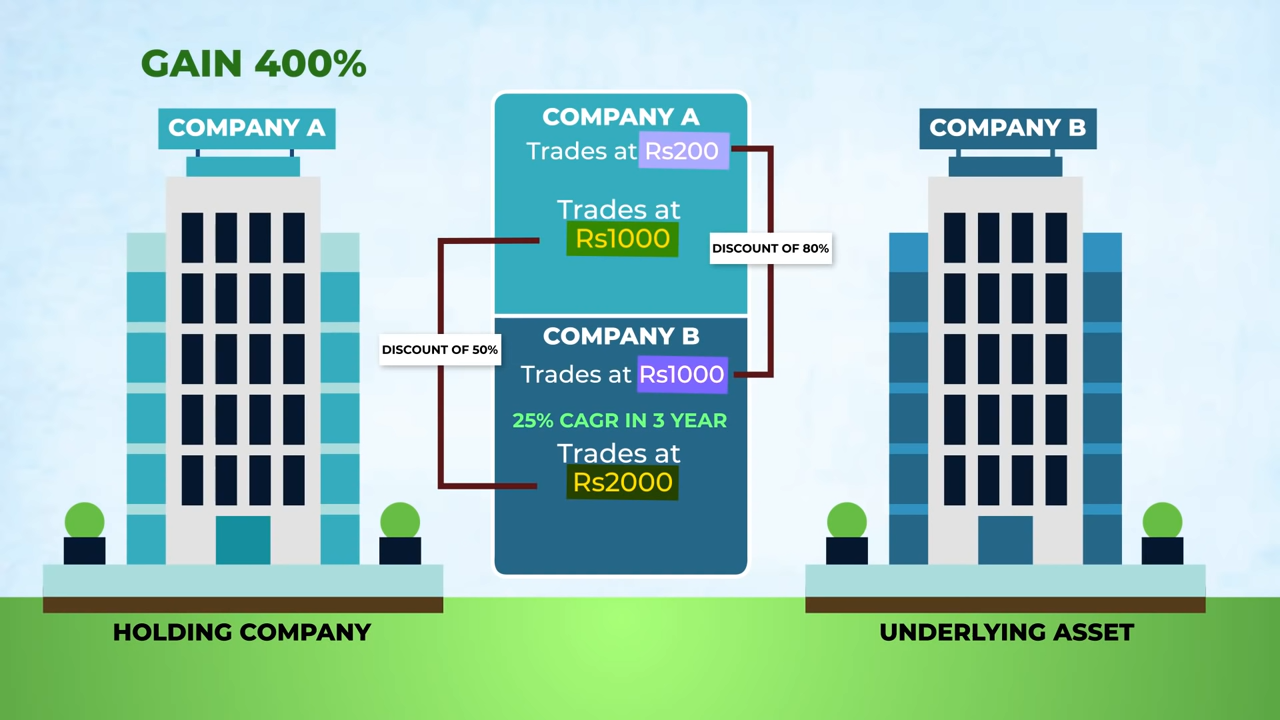 GAIN 400%
COMPANY A
COMPANY A
Trades at Rs200
Trades at
Rs1000
DISCOUNT OF 80%
DISCOUNT OF 50%
COMPANY B
Trades at Rs1000
25% CAGR IN 3 YEAR
Trades at
Rs2000
COMPANY B
HOLDING COMPANY
UNDERLYING ASSET